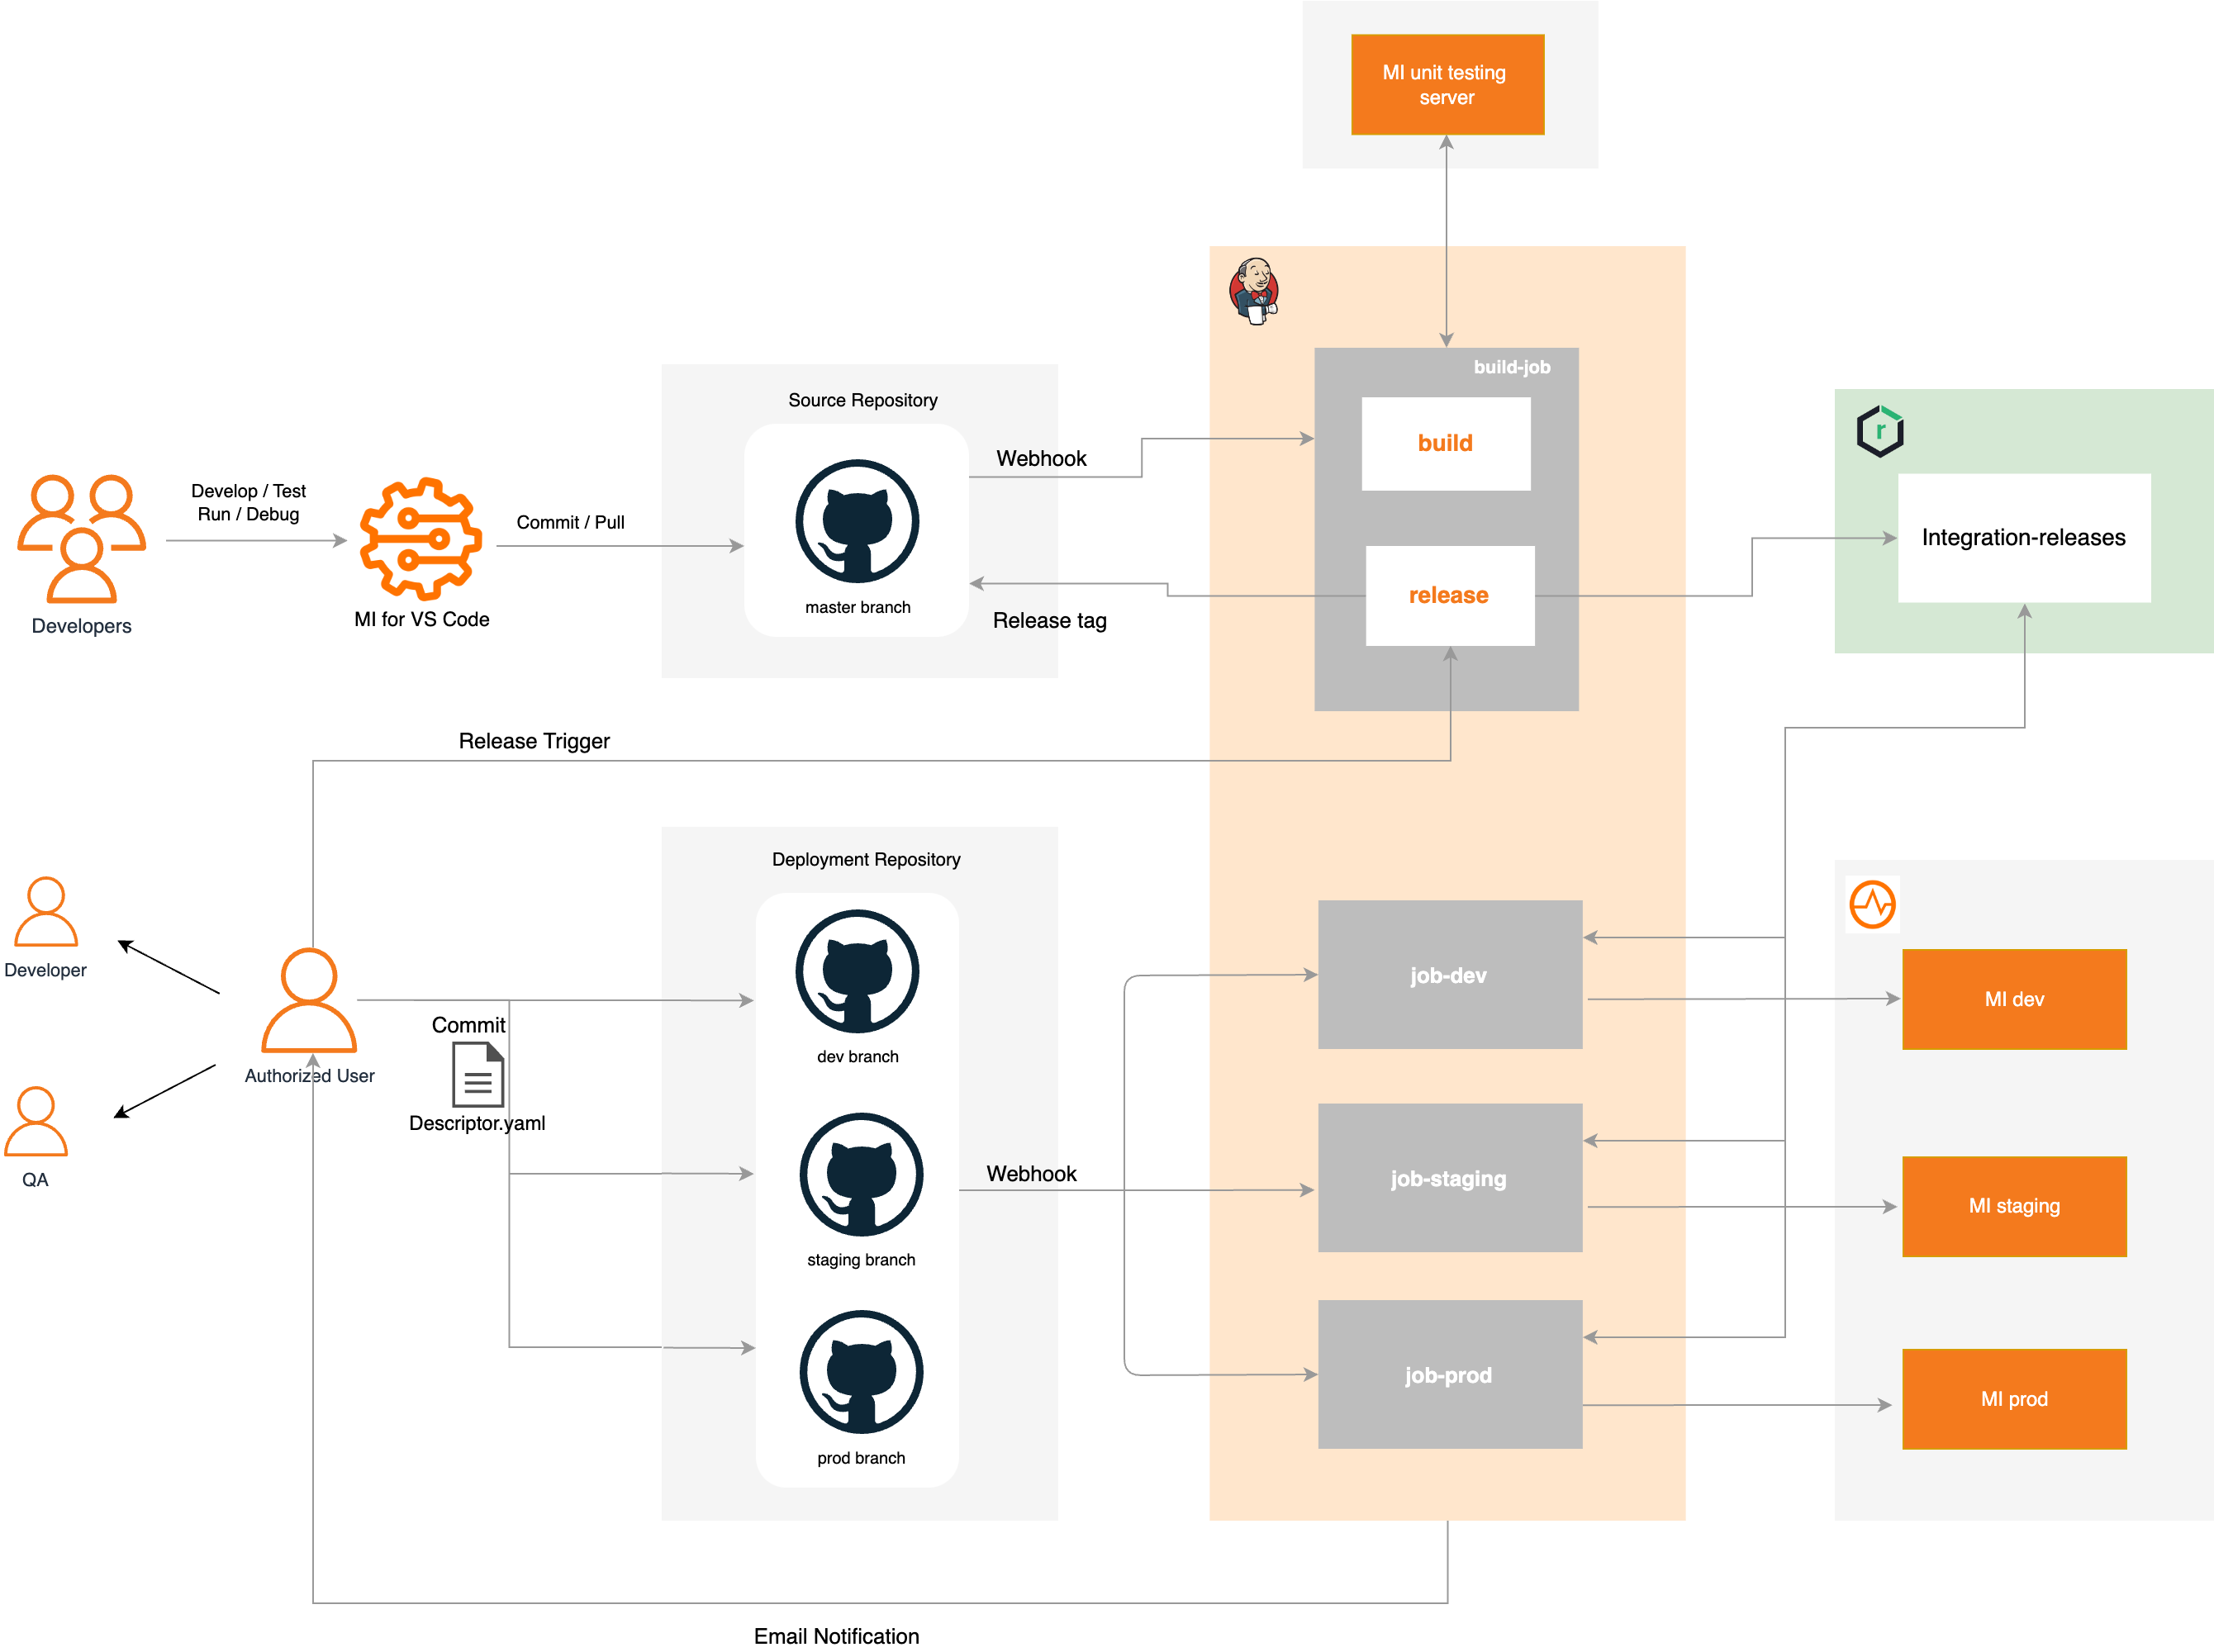 MI unit testing
server
build-job
Source Repository
build
Webhook
Develop / Test
Run / Debug
Commit / Pull
r
Integration-releases
release
master branch
MI for VS Code
Developers
Release tag
Release Trigger
Deployment Repository
Developer
job-dev
MI dev
Commit
dev branch
Authorized User
Descriptor.yaml
QA
Webhook
job-staging
MI staging
staging branch
job-prod
MI prod
prod branch
Email Notification